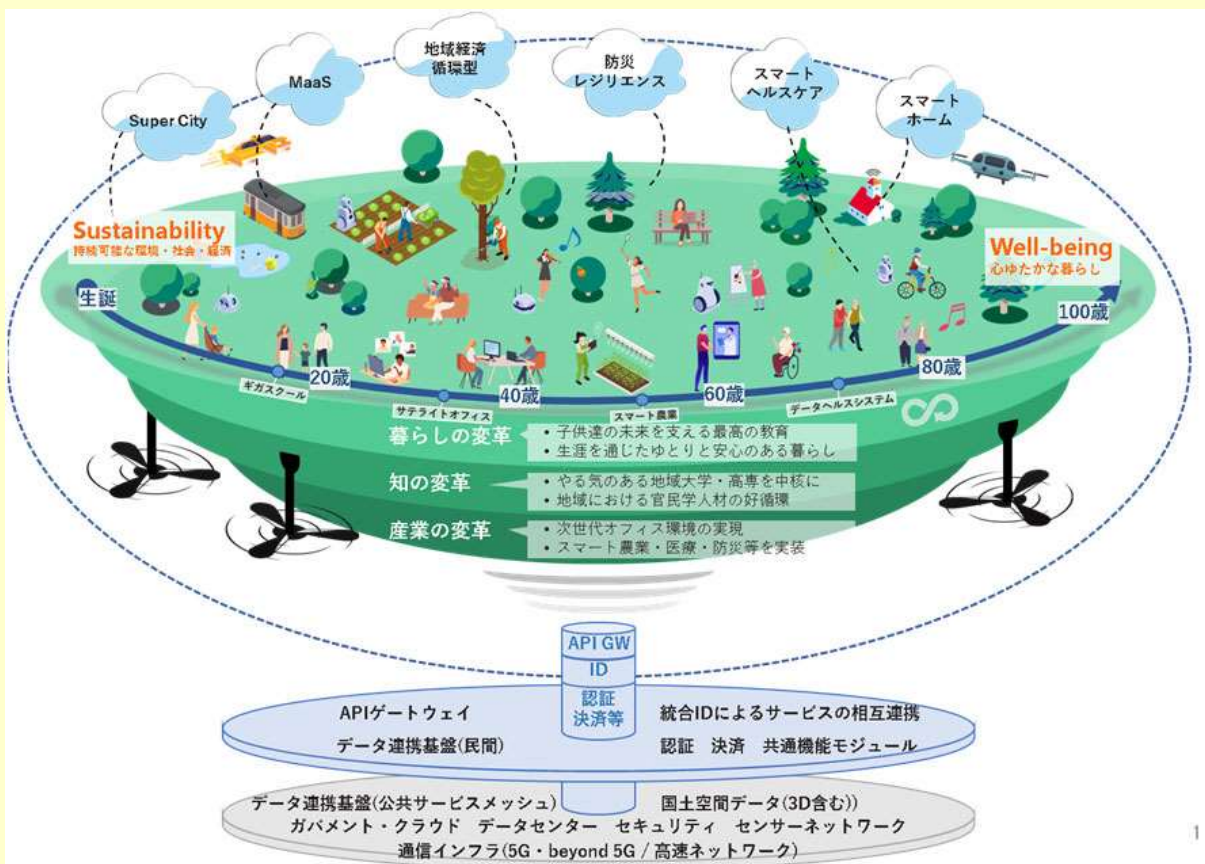 地域経済
循環型
防災
レジリエンス
MaaS
スマート
ヘルスケア
Super City
スマート
ホーム
Sustainability
持続可能な環境・社会・経済
Well-being
心ゆたかな暮らし
生誕
100歳
20歳
80歳
ギガスクール
40歳
60歳
サテライトオフィス
スマート農業
データヘルスシステム
暮らしの変革
• 子供達の未来を支える最高の教育
• 生涯を通じたゆとりと安心のある暮らし
知の変革
• やる気のある地域大学・高専を中核に
• 地域における官民学人材の好循環
産業の変革
• 次世代オフィス環境の実現
• スマート農業・医療・防災等を実装
API GW
ID
認証
決済等
APIゲートウェイ
統合IDによるサービスの相互連携
データ連携基盤(民間)
認証 決済 共通機能モジュール
データ連携基盤(公共サービスメッシュ)
国土空間データ(3D含む))
ガバメント・クラウド データセンター セキュリティ センサーネットワーク
通信インフラ(5G・beyond 5G / 高速ネットワーク)
1